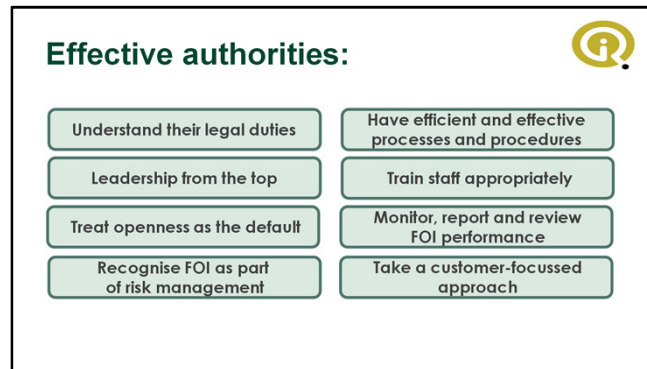 Effective authorities:
Understand their legal duties
Leadership from the top
Treat openness as the default
Recognise FOI as part
of risk management
Have efficient and effective
processes and procedures
Train staff appropriately
Monitor, report and review
FOI performance
Take a customer-focussed
approach